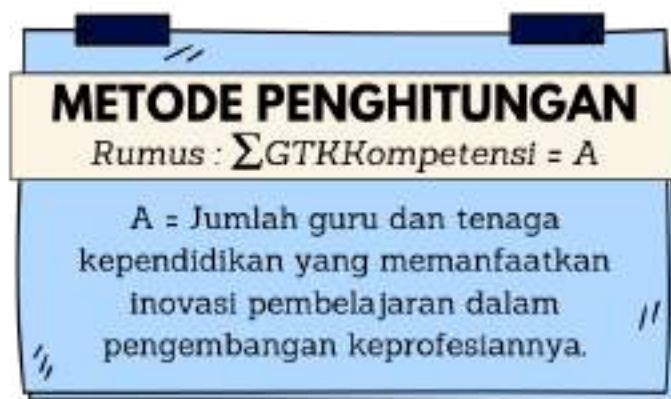 METODE PENGHITUNGAN
Rumus : ∑GTKKompetensi = A
A = Jumlah guru dan tenaga
kependidikan yang memanfaatkan
inovasi pembelajaran dalam
pengembangan keprofesiannya.